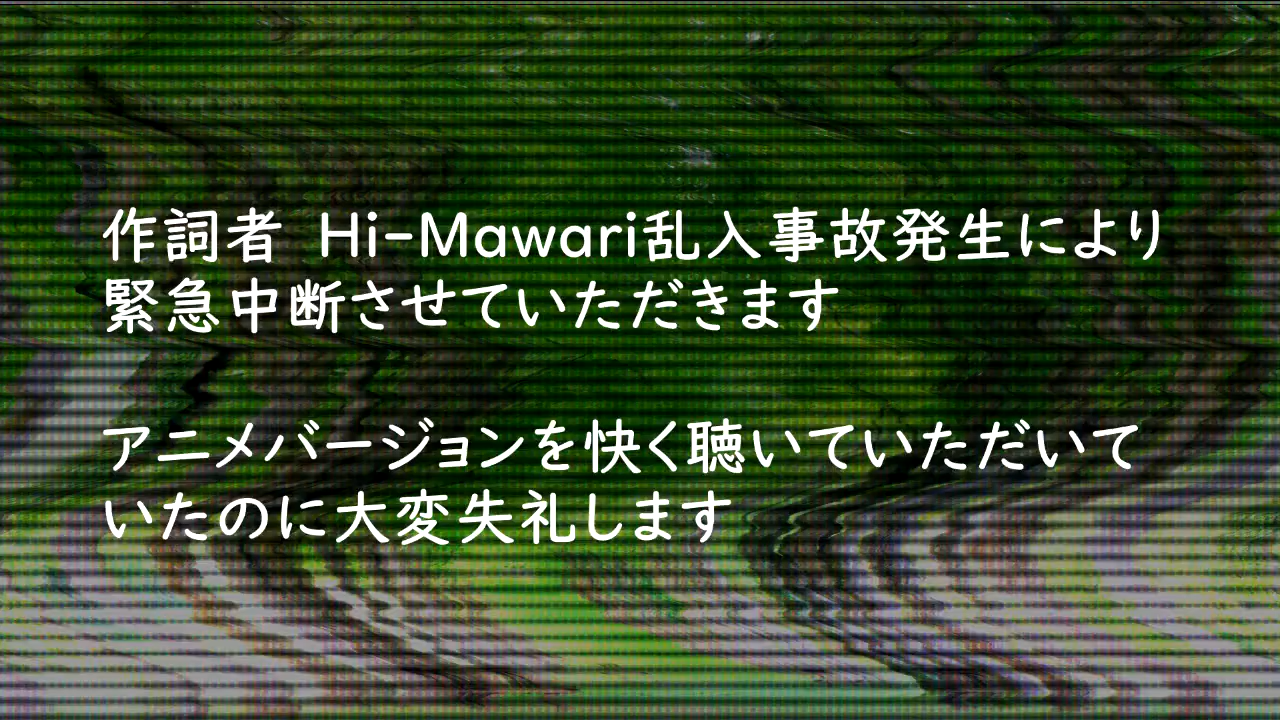 作詞者 Hi-Mawari乱入事故発生により
緊急中断させていただきます
アニメバージョンを快く聴いていただいて
いたのに大変失礼します